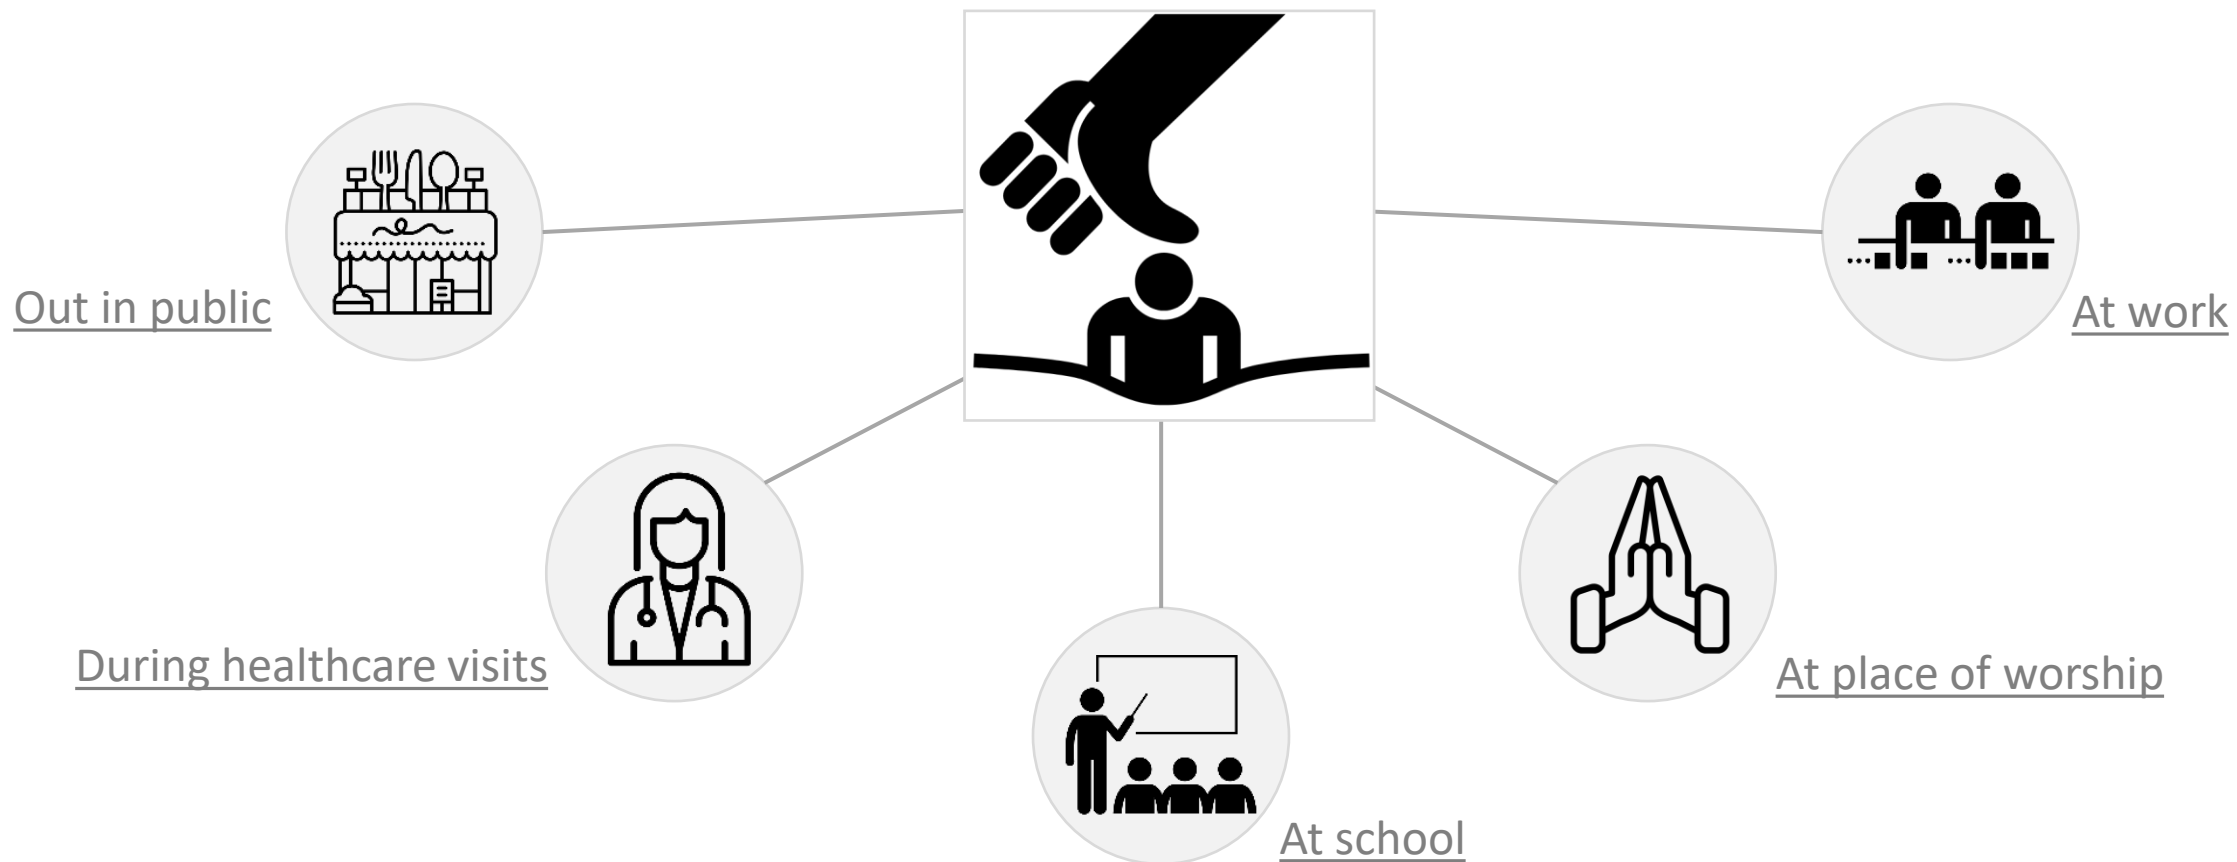 Out in public
At work
During healthcare visits
At place of worship
At school